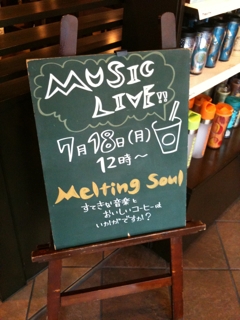 MUSIC
LIVE!!
7月18日(月)
12時〜
Melting Soul
すてきな音楽と
おいしいコーヒーは
いかがですか!?